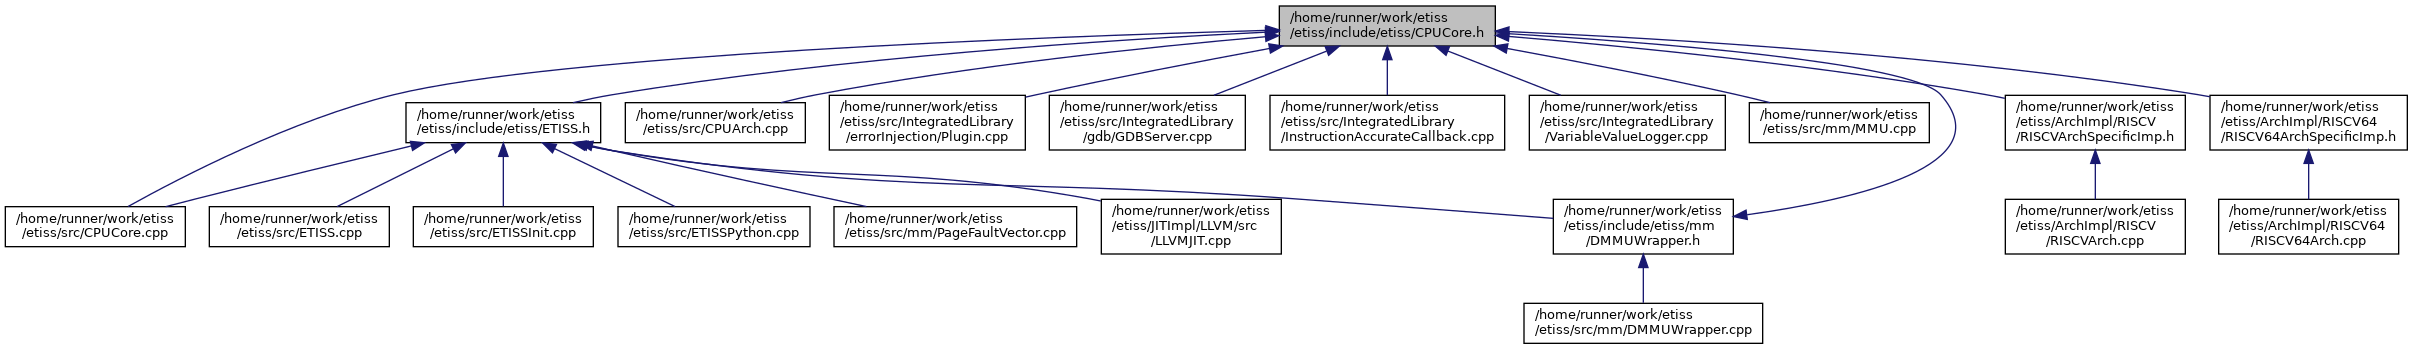 /home/runner/work/etiss
/etiss/include/etiss/CPUCore.h
/home/runner/work/etiss
/etiss/include/etiss/ETISS.h
/home/runner/work/etiss
/etiss/src/CPUArch.cpp
/home/runner/work/etiss
/etiss/src/IntegratedLibrary
/errorInjection/Plugin.cpp
/home/runner/work/etiss
/etiss/src/IntegratedLibrary
/gdb/GDBServer.cpp
/home/runner/work/etiss
/etiss/src/IntegratedLibrary
/InstructionAccurateCallback.cpp
/home/runner/work/etiss
/etiss/src/IntegratedLibrary
/VariableValueLogger.cpp
/home/runner/work/etiss
/etiss/src/mm/MMU.cpp
/home/runner/work/etiss
/etiss/ArchImpl/RISCV
/RISCVArchSpecificImp.h
/home/runner/work/etiss
/etiss/ArchImpl/RISCV64
/RISCV64ArchSpecificImp.h
/home/runner/work/etiss
/etiss/src/CPUCore.cpp
/home/runner/work/etiss
/etiss/src/ETISS.cpp
/home/runner/work/etiss
/etiss/src/ETISSInit.cpp
/home/runner/work/etiss
/etiss/src/ETISSPython.cpp
/home/runner/work/etiss
/etiss/src/mm/PageFaultVector.cpp
/home/runner/work/etiss
/etiss/JITImpl/LLVM/src
/LLVMJIT.cpp
/home/runner/work/etiss
/etiss/include/etiss/mm
/DMMUWrapper.h
/home/runner/work/etiss
/etiss/ArchImpl/RISCV
/RISCVArch.cpp
/home/runner/work/etiss
/etiss/ArchImpl/RISCV64
/RISCV64Arch.cpp
/home/runner/work/etiss
/etiss/src/mm/DMMUWrapper.cpp